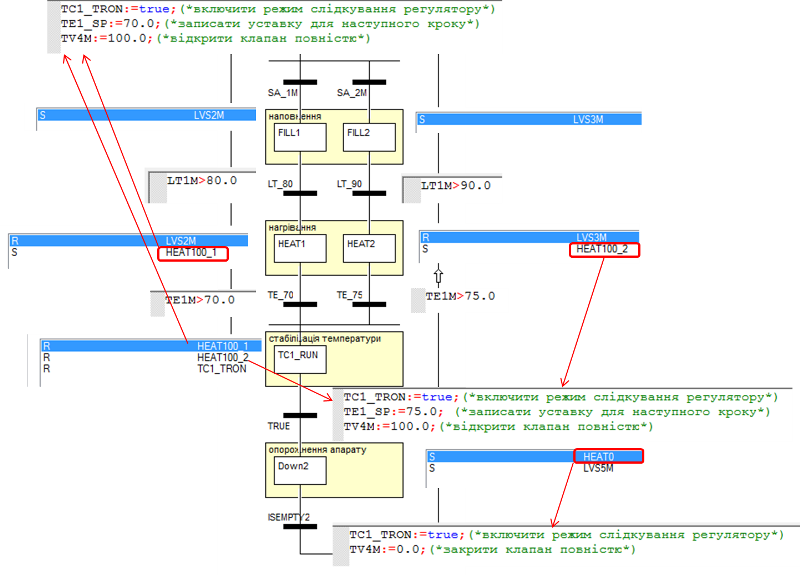 TC1_TRON:=true;(*включити режим слідкування регулятору*)
TE1_SP:=70.0;(*записати уставку для наступного кроку*)
TV4M:=100.0;(*відкрити клапан повністю*)
SA_1M SA_2M
S LVS2M
наповнення
S LVS3M
FILL1 FILL2
LT1M>80.0
LT_80 LT_90
LT1M>90.0
нагрівання
R LVS2M
S HEAT100_1
HEAT1 HEAT2
R LVS3M
S HEAT100_2
TE1M>70.0
TE_70 TE_75
TE1M>75.0
стабілізація температури
R HEAT100_1
R HEAT100_2
R TC1_TRON
TC1_RUN
TC1_TRON:=true;(*включити режим слідкування регулятору*)
TE1_SP:=75.0; (*записати уставку для наступного кроку*)
TV4M:=100.0;(*відкрити клапан повністю*)
TRUE
опорожнення апарату
Down2
S HEAT0
S LVS5M
ISEMPTY2
TC1_TRON:=true;(*включити режим слідкування регулятору*)
TV4M:=0.0;(*закрити клапан повністю*)